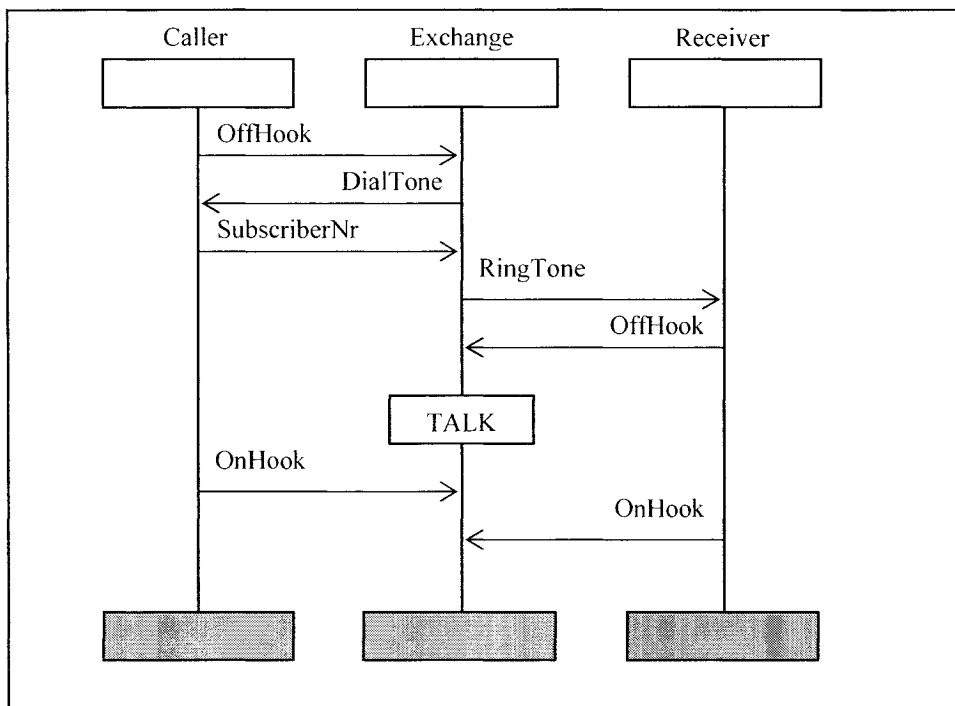 Caller Exchange Receiver
OffHook
DialTone
SubscriberNr
RingTone
OffHook
TALK
OnHook
OnHook